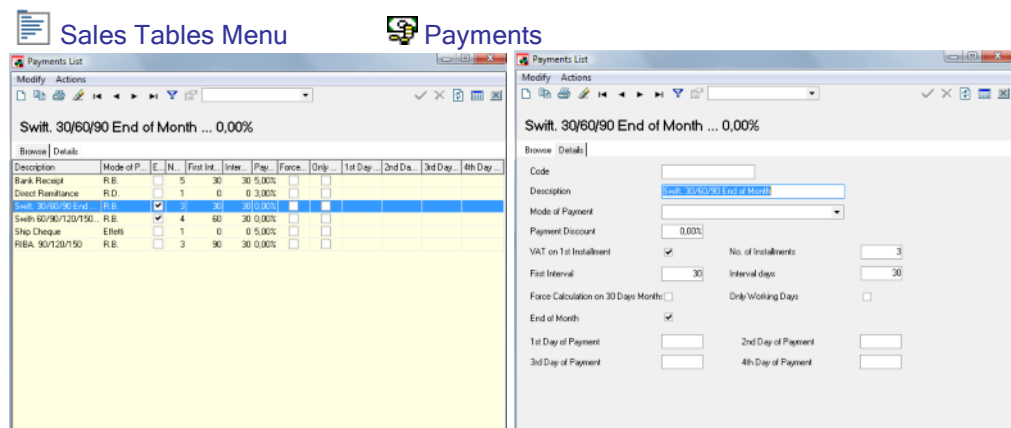 Sales Tables Menu
Payments
Payments List
Modify Actions
Swift. 30/60/90 End of Month ... 0,00%
Browse Details
Description Mode of P... E... N... First Int... Inter... Pay... Force... Only ... 1st Day ... 2nd Da... 3rd Day... 4th Day ...
Bank Receipt R.B. 5 30 30 5,00%
Direct Remittance R.D. 1 0 0 3,00%
Swift. 30/60/90 End ... R.B. 3 30 30 0,00%
Swith 60/90/120/150... R.B. 4 60 30 0,00%
Ship Cheque Effetti 1 0 0 5,00%
RIBA. 90/120/150 R.B. 3 90 30 0,00%
Payments List
Modify Actions
Swift. 30/60/90 End of Month ... 0,00%
Browse Details
Code
Description Swift. 30/60/90 End of Month
Mode of Payment
Payment Discount 0,00%
VAT on 1st Installment No. of Installments 3
First Interval 30 Interval days 30
Force Calculation on 30 Days Month: Only Working Days
End of Month
1st Day of Payment 2nd Day of Payment
3rd Day of Payment 4th Day of Payment